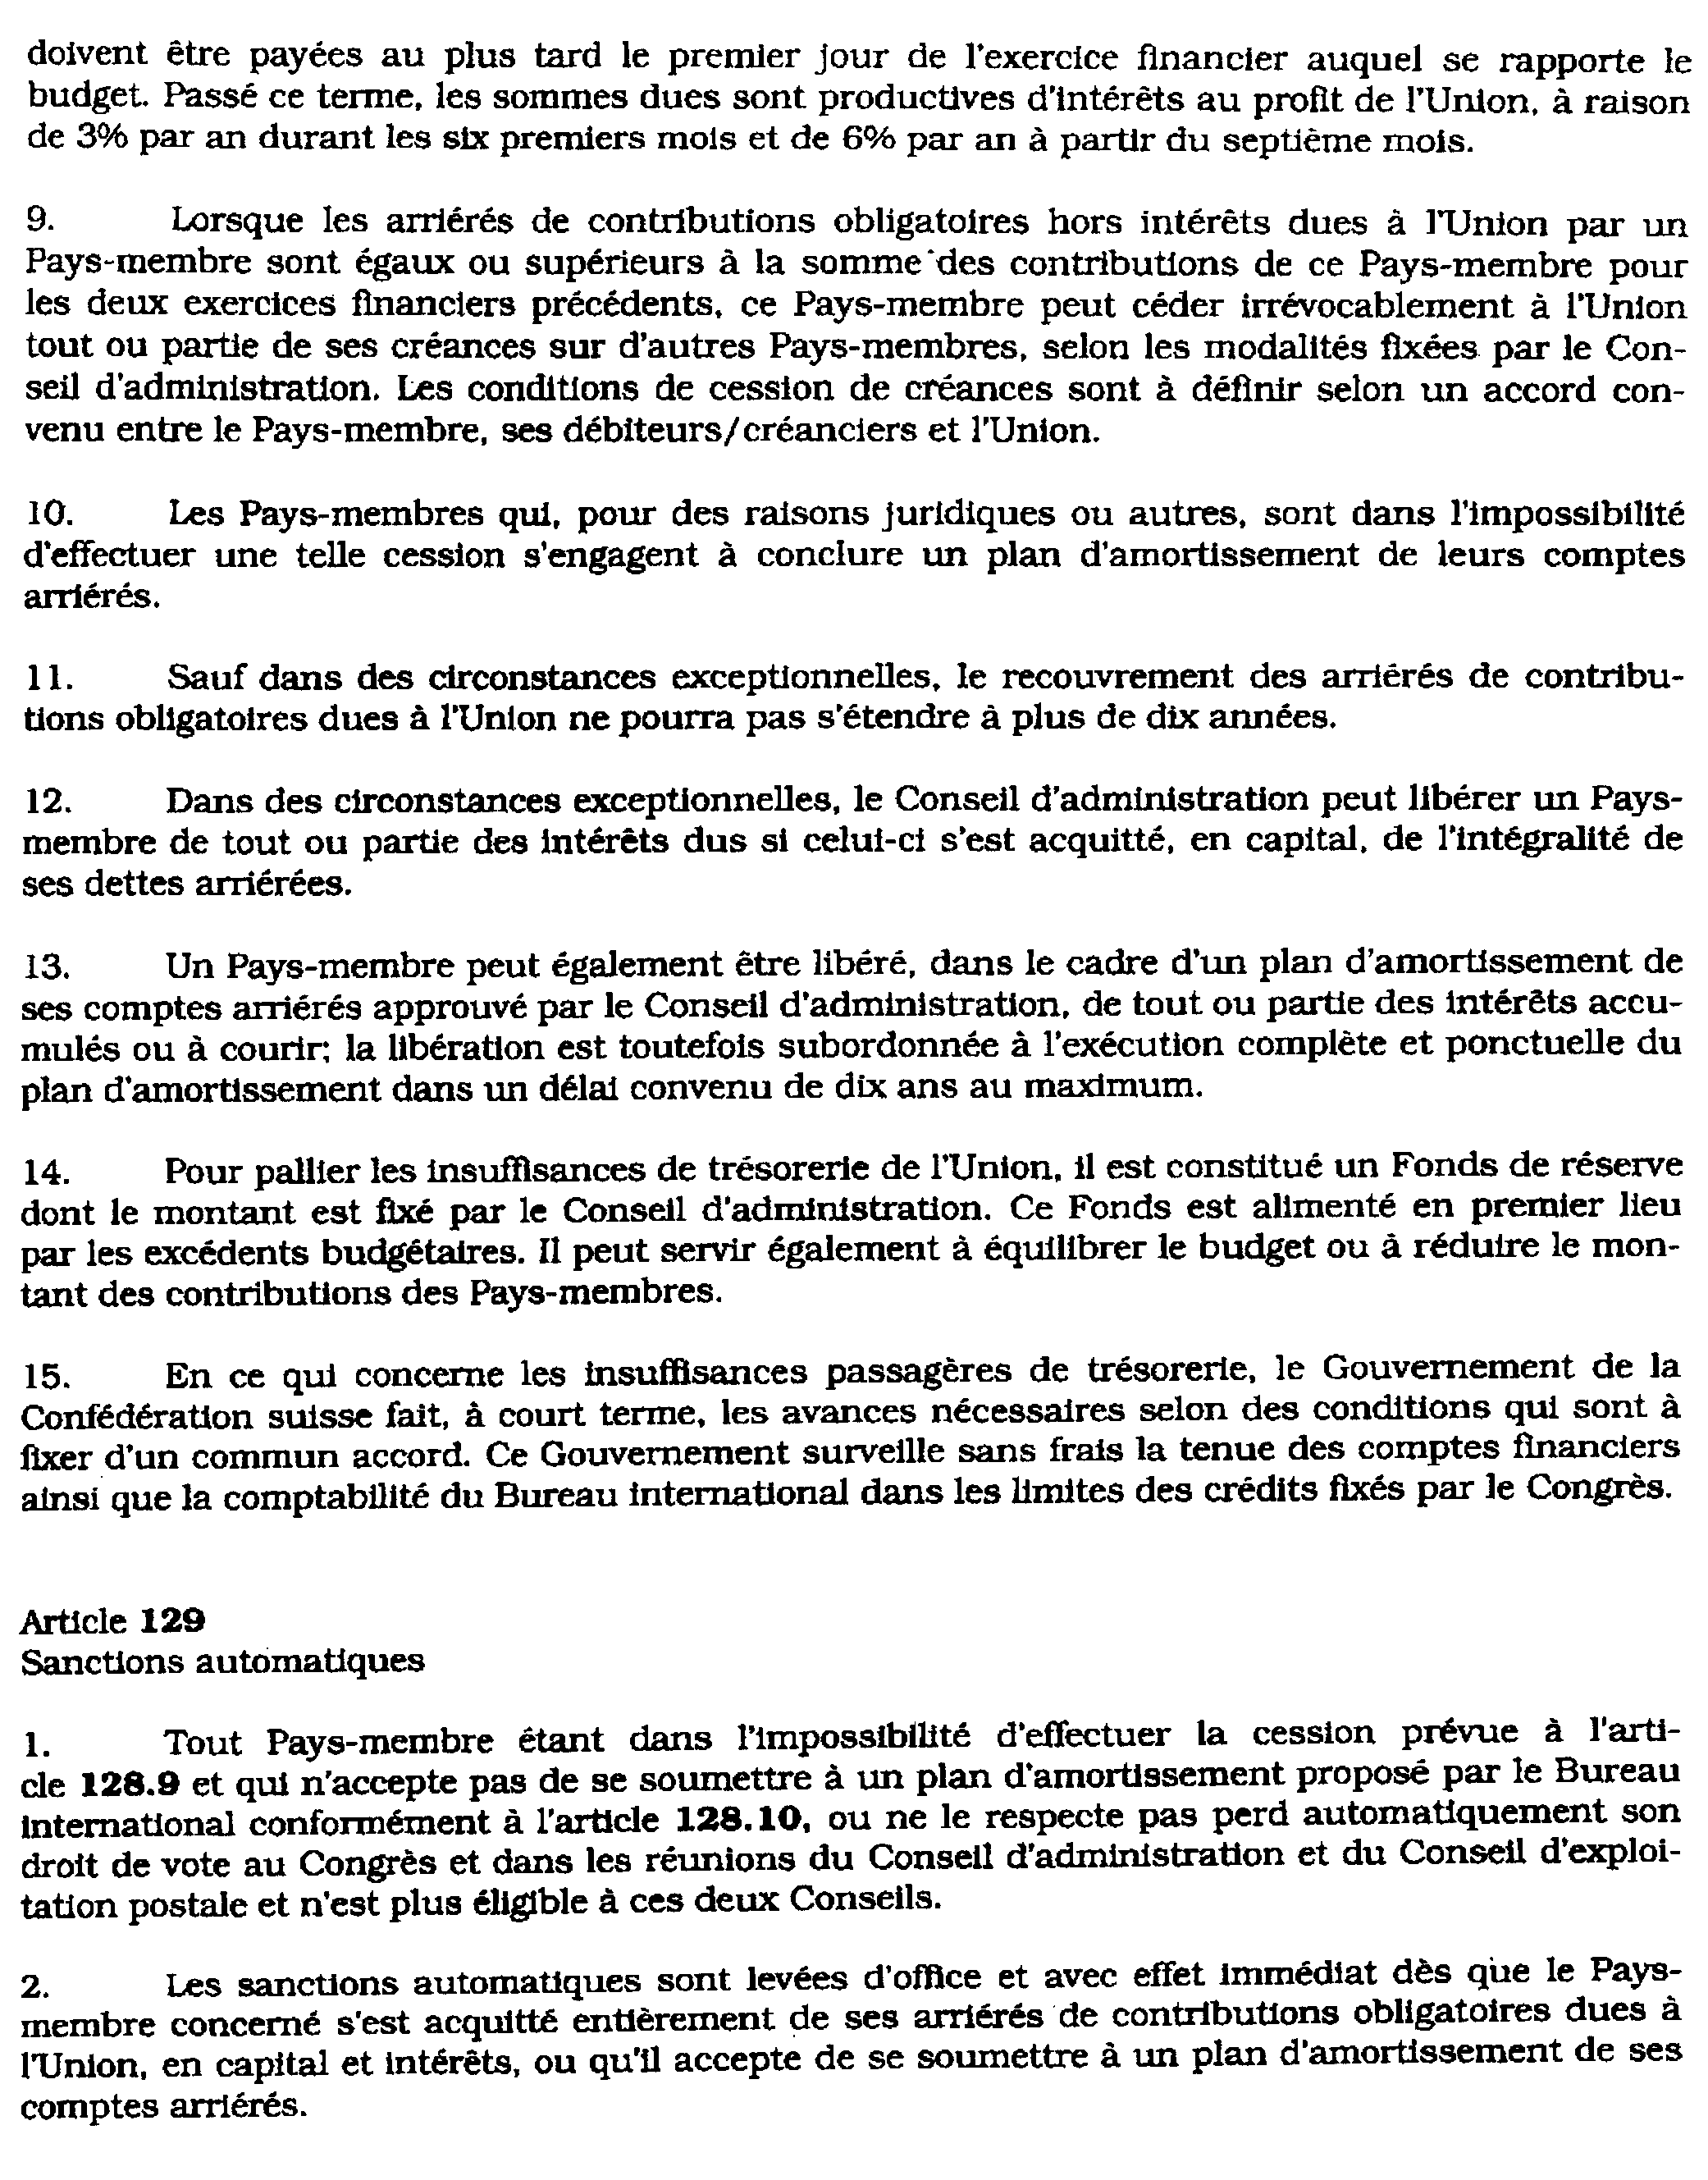 doivent être payées au plus tard le premier jour de l'exercice financier auquel se rapporte le
budget. Passé ce terme, les sommes dues sont productives d'intérêts au profit de l'Union, à raison
de 3% par an durant les six premiers mois et de 6% par an à partir du septième mois.
9. Lorsque les arriérés de contributions obligatoires hors intérêts dues à l'Union par un
Pays-membre sont égaux ou supérieurs à la somme des contributions de ce Pays-membre pour
les deux exercices financiers précédents, ce Pays-membre peut céder irrévocablement à l'Union
tout ou partie de ses créances sur d'autres Pays-membres, selon les modalités fixées par le Con-
seil d'administration. Les conditions de cession de créances sont à définir selon un accord con-
venu entre le Pays-membre, ses débiteurs/créanciers et l'Union.
10. Les Pays-membres qui, pour des raisons juridiques ou autres, sont dans l'impossibilité
d'effectuer une telle cession s'engagent à conclure un plan d'amortissement de leurs comptes
arriérés.
11. Sauf dans des circonstances exceptionnelles, le recouvrement des arriérés de contribu-
tions obligatoires dues à l'Union ne pourra pas s'étendre à plus de dix années.
12. Dans des circonstances exceptionnelles, le Conseil d'administration peut libérer un Pays-
membre de tout ou partie des intérêts dus si celui-ci s'est acquitté, en capital, de l'intégralité de
ses dettes arriérées.
13. Un Pays-membre peut également être libéré, dans le cadre d'un plan d'amortissement de
ses comptes arriérés approuvé par le Conseil d'administration, de tout ou partie des intérêts accu-
mulés ou à courir; la libération est toutefois subordonnée à l'exécution complète et ponctuelle du
plan d'amortissement dans un délai convenu de dix ans au maximum.
14. Pour pallier les insuffisances de trésorerie de l'Union, il est constitué un Fonds de réserve
dont le montant est fixé par le Conseil d'administration. Ce Fonds est alimenté en premier lieu
par les excédents budgétaires. Il peut servir également à équilibrer le budget ou à réduire le mon-
tant des contributions des Pays-membres.
15. En ce qui concerne les insuffisances passagères de trésorerie, le Gouvernement de la
Confédération suisse fait, à court terme, les avances nécessaires selon des conditions qui sont à
fixer d'un commun accord. Ce Gouvernement surveille sans frais la tenue des comptes financiers
ainsi que la comptabilité du Bureau international dans les limites des crédits fixés par le Congrès.
Article 129
Sanctions automatiques
1. Tout Pays-membre étant dans l'impossibilité d'effectuer la cession prévue à l'arti-
cle 128.9 et qui n'accepte pas de se soumettre à un plan d'amortissement proposé par le Bureau
international conformément à l'article 128.10, ou ne le respecte pas perd automatiquement son
droit de vote au Congrès et dans les réunions du Conseil d'administration et du Conseil d'exploi-
tation postale et n'est plus éligible à ces deux Conseils.
2. Les sanctions automatiques sont levées d'office et avec effet immédiat dès que le Pays-
membre concerné s'est acquitté entièrement de ses arriérés de contributions obligatoires dues à
l'Union, en capital et intérêts, ou qu'il accepte de se soumettre à un plan d'amortissement de ses
comptes arriérés.